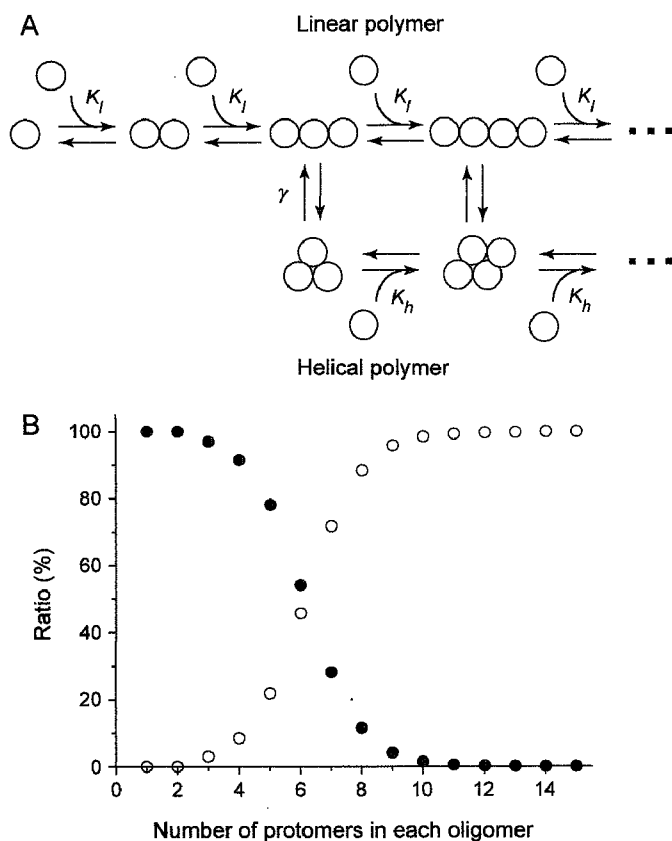 A
Linear polymer
K_l K_l K_l K_l
γ
K_h K_h
Helical polymer
B
100
80
60
40
20
0
Ratio (%)
0 2 4 6 8 10 12 14
Number of protomers in each oligomer